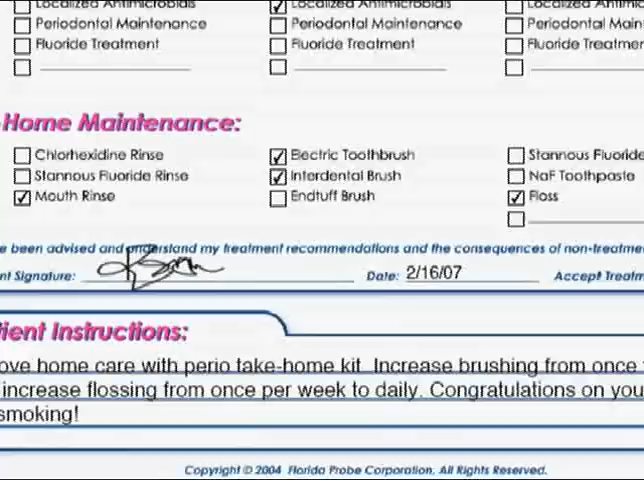 Localized Antimicrobials Localized Antimicrobials Localized Antimic
Periodontal Maintenance Periodontal Maintenance Periodontal Main
Fluoride Treatment Fluoride Treatment Fluoride Treatmen
Home Maintenance:
Chlorhexidine Rinse Electric Toothbrush Stannous Fluoride
Stannous Fluoride Rinse Interdental Brush NaF Toothpaste
Mouth Rinse Endtuff Brush Floss
e been advised and understand my treatment recommendations and the consequences of non-treatme
nt Signature: Date: 2/16/07 Accept Treatm
tient Instructions:
ove home care with perio take-home kit. Increase brushing from once
increase flossing from once per week to daily. Congratulations on you
smoking!
Copyright © 2004 Florida Probe Corporation, All Rights Reserved.